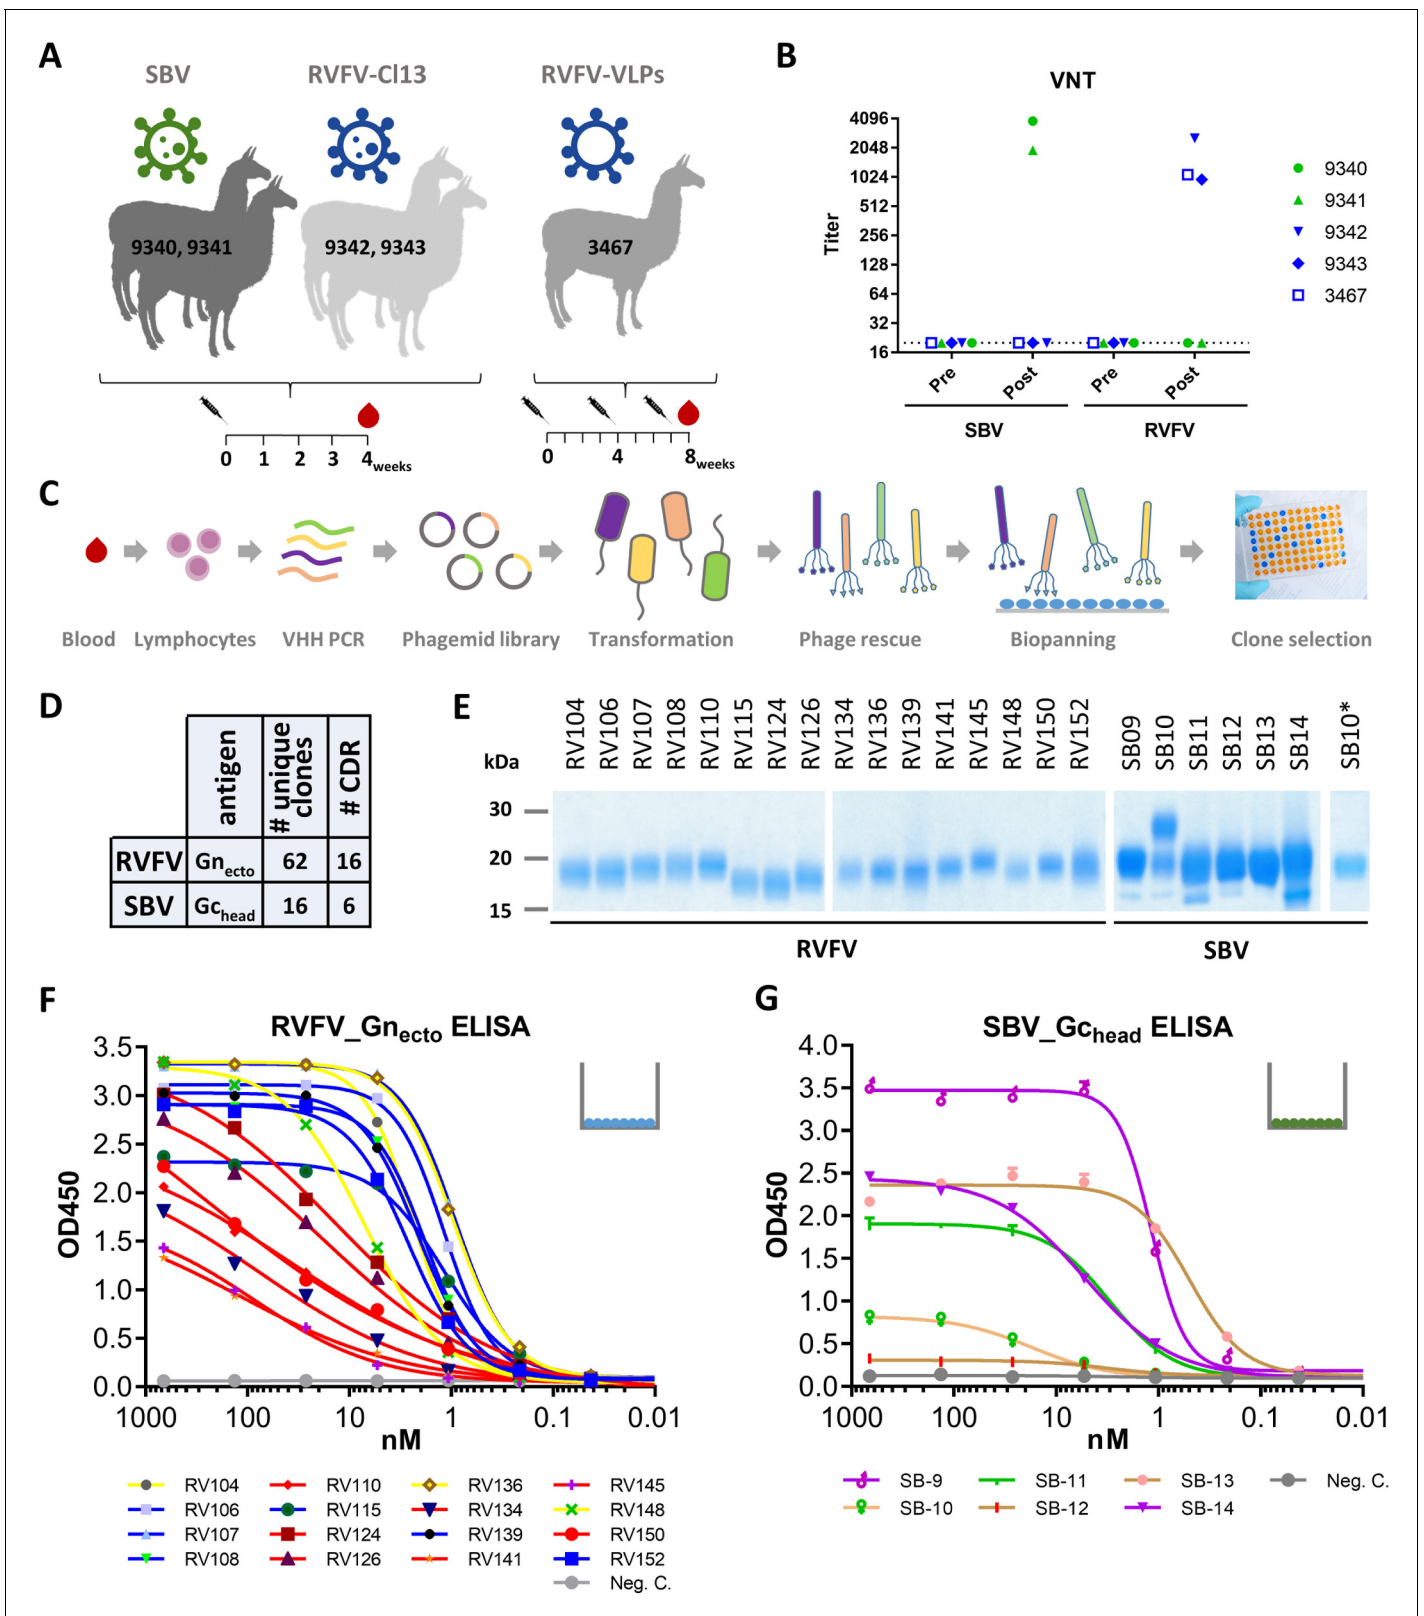 A
SBV
RVFV-Cl13
RVFV-VLPs
9340, 9341
9342, 9343
3467
0 1 2 3 4 weeks
0 4 8 weeks
B
VNT
Titer
4096
2048
1024
512
256
128
64
32
16
Pre Post Pre Post
SBV RVFV
9340
9341
9342
9343
3467
C
Blood Lymphocytes VHH PCR Phagemid library Transformation Phage rescue Biopanning Clone selection
D
antigen # unique clones # CDR
RVFV Gnecto 62 16
SBV Gchead 16 6
E
kDa
30
20
15
RV104 RV106 RV107 RV108 RV110 RV115 RV124 RV126 RV134 RV136 RV139 RV141 RV145 RV148 RV150 RV152 SB09 SB10 SB11 SB12 SB13 SB14 SB10*
RVFV SBV
F
RVFV_Gnecto ELISA
OD450
3.5
3.0
2.5
2.0
1.5
1.0
0.5
0.0
1000 100 10 1 0.1 0.01
nM
RV104 RV110 RV136 RV145
RV106 RV115 RV134 RV148
RV107 RV124 RV139 RV150
RV108 RV126 RV141 RV152
Neg. C.
G
SBV_Gchead ELISA
OD450
4.0
3.5
3.0
2.5
2.0
1.5
1.0
0.5
0.0
1000 100 10 1 0.1 0.01
nM
SB-9 SB-11 SB-13 Neg. C.
SB-10 SB-12 SB-14